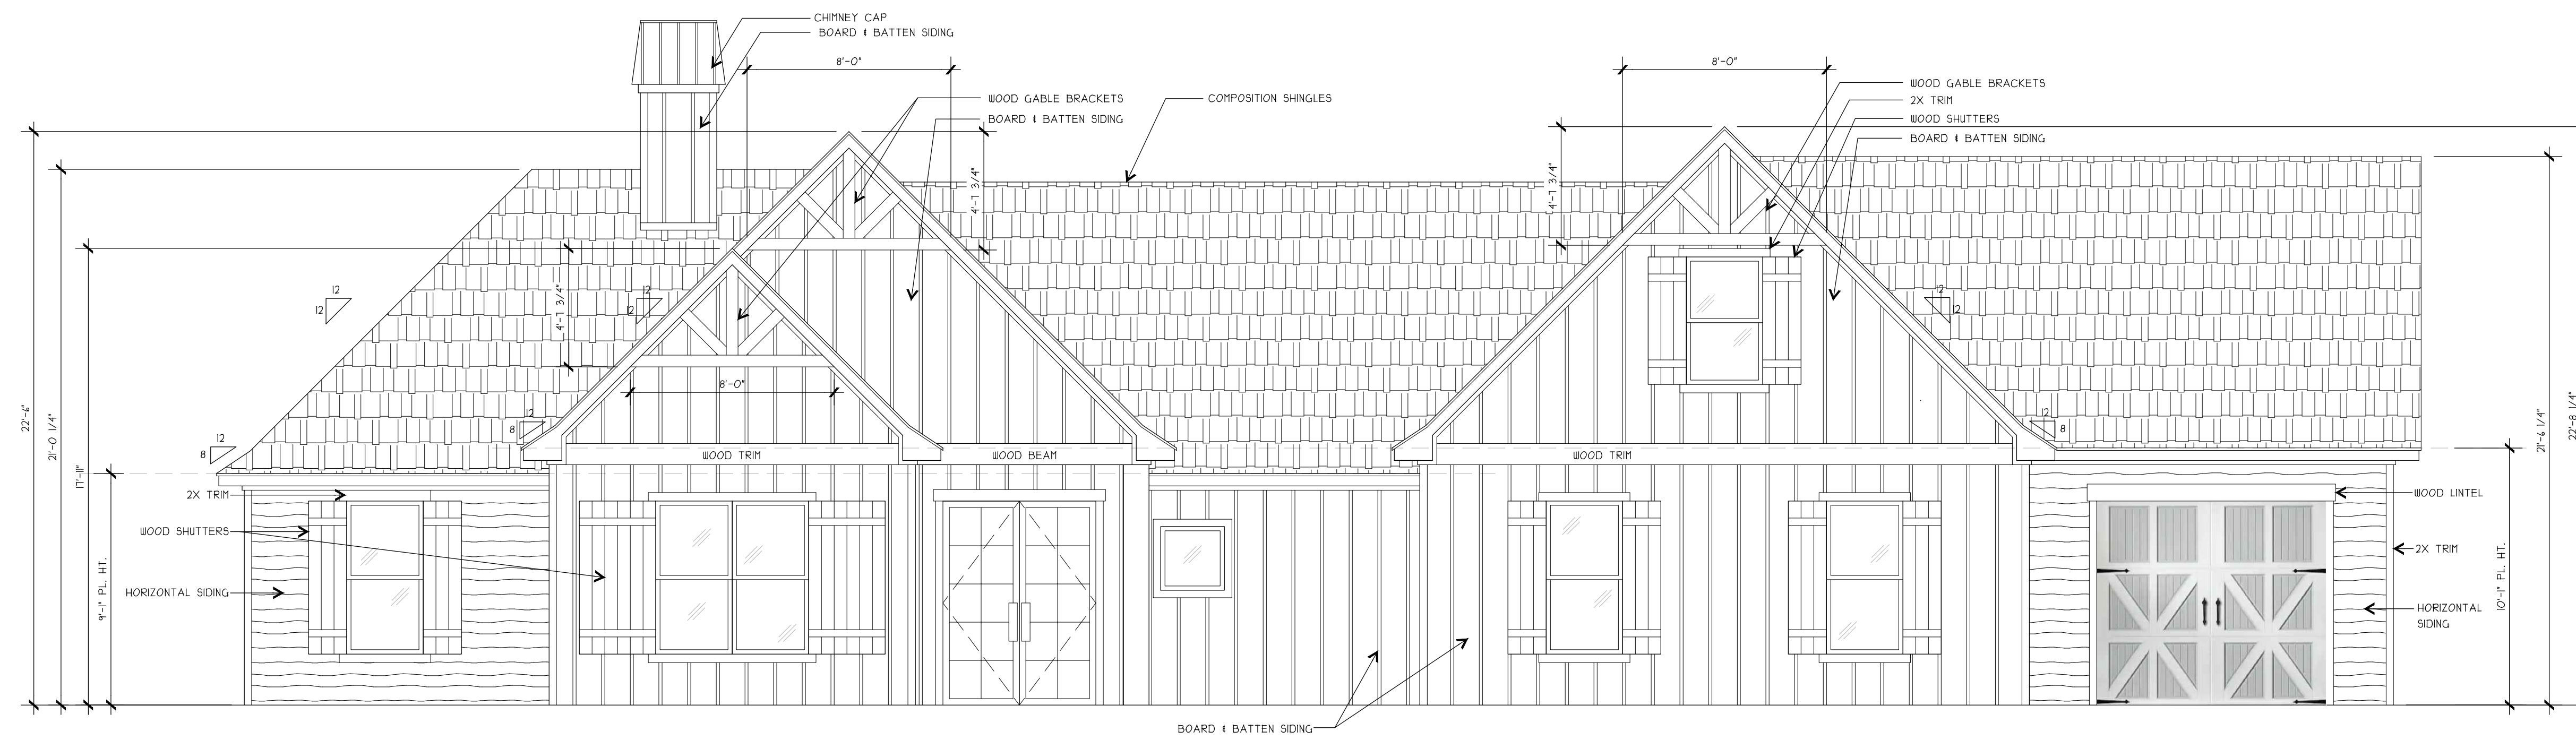 CHIMNEY CAP
BOARD & BATTEN SIDING
8'-0"
8'-0"
WOOD GABLE BRACKETS
2X TRIM
WOOD SHUTTERS
BOARD & BATTEN SIDING
WOOD GABLE BRACKETS
BOARD & BATTEN SIDING
COMPOSITION SHINGLES
4'-7 3/4"
4'-7 3/4"
4'-7 3/4"
12
12
12
12
12
12
8'-0"
22'-6"
21'-0 1/4"
17'-11"
9'-1" PL. HT.
12
8
12
8
12
8
21'-6 1/4"
22'-8 1/4"
10'-1" PL. HT.
WOOD TRIM
WOOD BEAM
WOOD TRIM
2X TRIM
WOOD SHUTTERS
HORIZONTAL SIDING
WOOD LINTEL
2X TRIM
HORIZONTAL
SIDING
BOARD & BATTEN SIDING